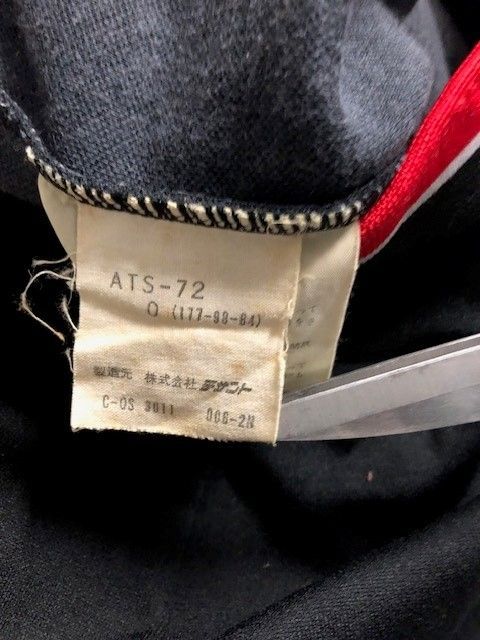 ATS-72
O (177-98-84)
製造元 株式会社デサント
C-OS 3011 006-2N